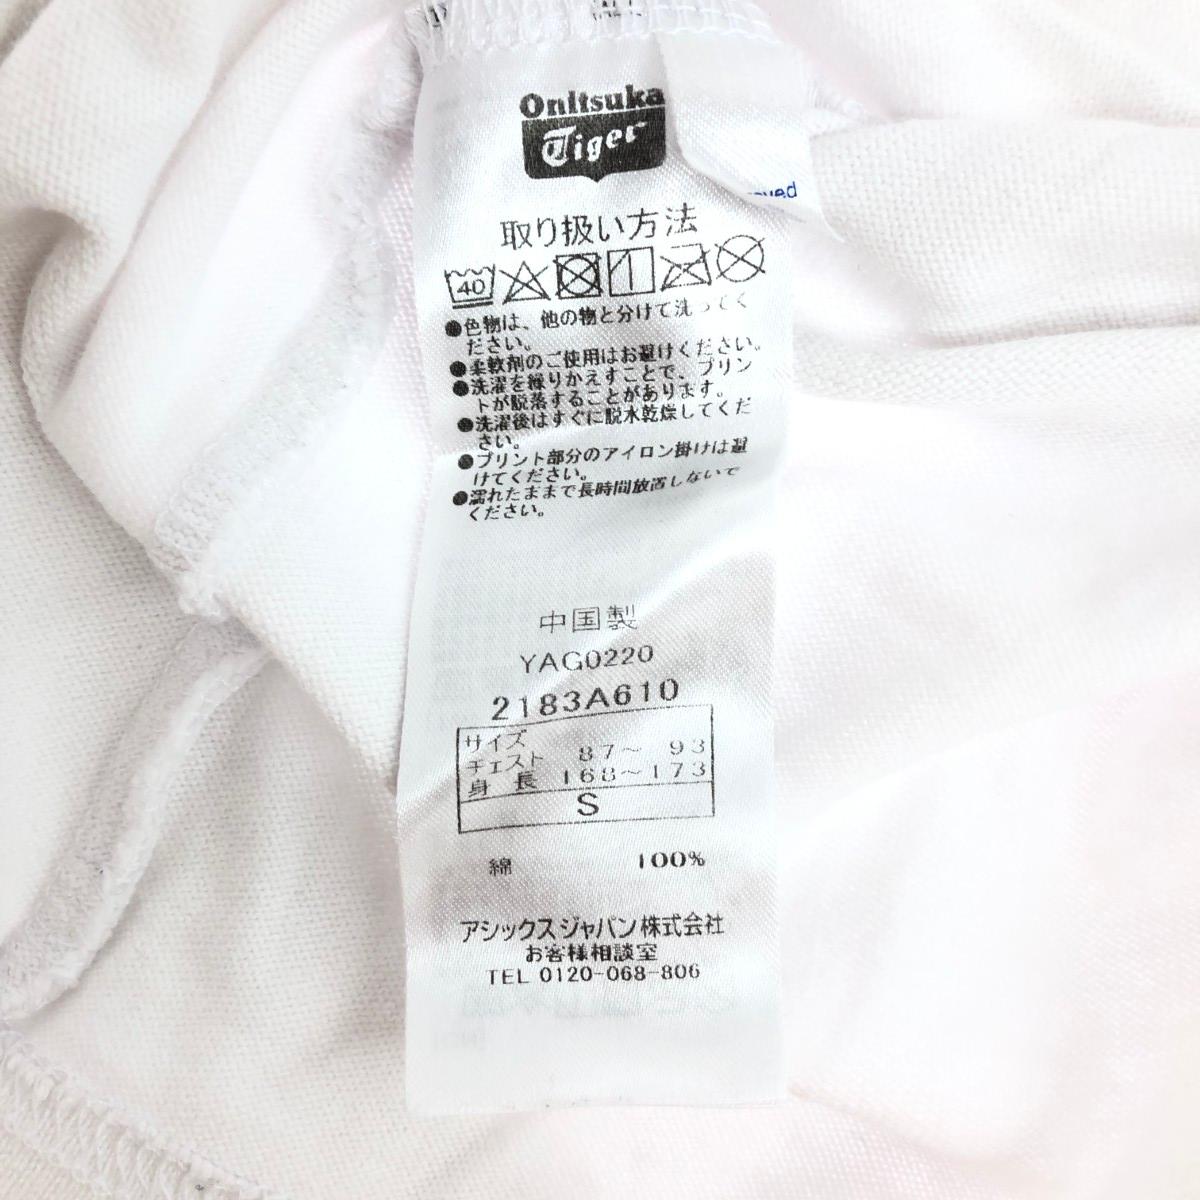 Onitsuka
Tiger
取り扱い方法
40
●色物は、他の物と分けて洗ってく
ださい。
●柔軟剤のご使用はお避けください。
●洗濯を繰りかえすことで、プリン
トが脱落することがあります。
●洗濯後はすぐに脱水乾燥してくだ
さい。
●プリント部分のアイロン掛けは避
けてください。
●濡れたままで長時間放置しないで
ください。
中国製
YAG0220
2183A610
サイズ
チェスト 87～ 93
身 長 168～173
S
綿 100%
アシックスジャパン株式会社
お客様相談室
TEL 0120-068-806